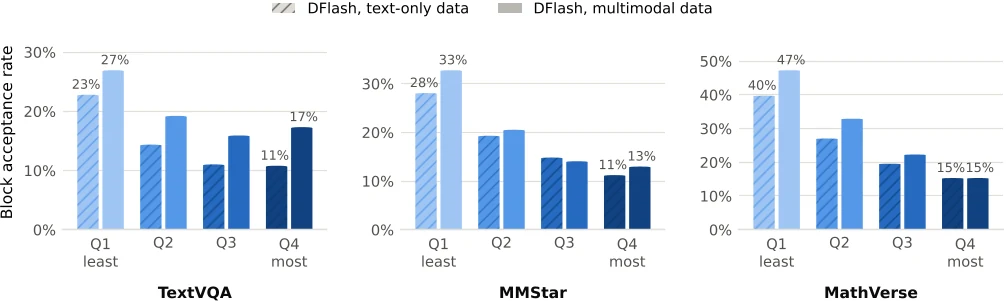 DFlash, text-only data DFlash, multimodal data
Block acceptance rate
30%
20%
10%
0%
23% 27%
11% 17%
Q1 Q2 Q3 Q4
least most
TextVQA
30%
20%
10%
0%
28% 33%
11% 13%
Q1 Q2 Q3 Q4
least most
MMStar
50%
40%
30%
20%
10%
0%
40% 47%
15% 15%
Q1 Q2 Q3 Q4
least most
MathVerse